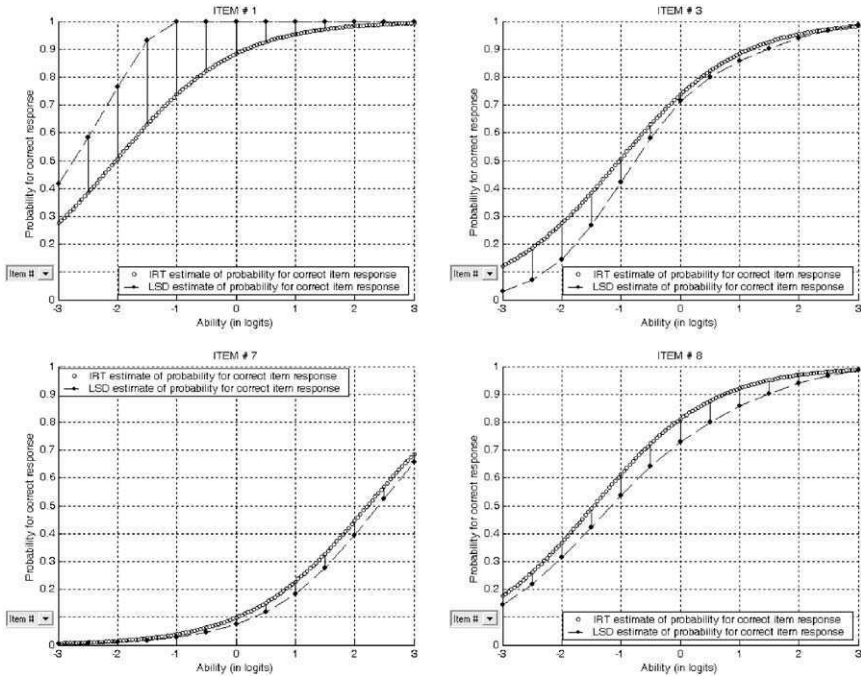 ITEM # 1
Probability for correct response
1
0.9
0.8
0.7
0.6
0.5
0.4
0.3
0.2
0
Item #
IRT estimate of probability for correct item response
LSD estimate of probability for correct item response
-3 -2 -1 0 1 2 3
Ability (in logits)
ITEM # 3
Probability for correct response
1
0.9
0.8
0.7
0.6
0.5
0.4
0.3
0.2
0
Item #
IRT estimate of probability for correct item response
LSD estimate of probability for correct item response
-3 -2 -1 0 1 2 3
Ability (in logits)
ITEM # 7
IRT estimate of probability for correct item response
LSD estimate of probability for correct item response
Probability for correct response
1
0.9
0.8
0.7
0.6
0.5
0.4
0.3
0.2
0
Item #
-3 -2 -1 0 1 2 3
Ability (in logits)
ITEM # 8
Probability for correct response
1
0.9
0.8
0.7
0.6
0.5
0.4
0.3
0.2
0
Item #
IRT estimate of probability for correct item response
LSD estimate of probability for correct item response
-3 -2 -1 0 1 2 3
Ability (in logits)